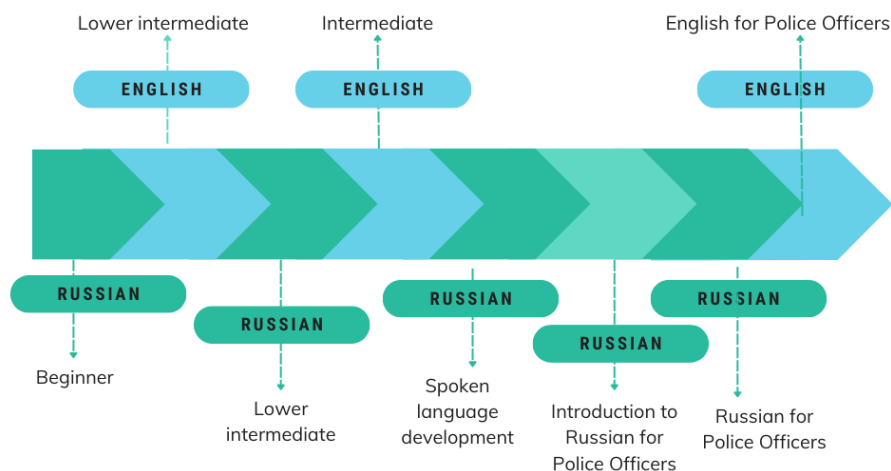 Lower intermediate
Intermediate
English for Police Officers
ENGLISH
ENGLISH
ENGLISH
RUSSIAN
RUSSIAN
RUSSIAN
RUSSIAN
RUSSIAN
Beginner
Lower
intermediate
Spoken
language
development
Introduction to
Russian for
Police Officers
Russian for
Police Officers